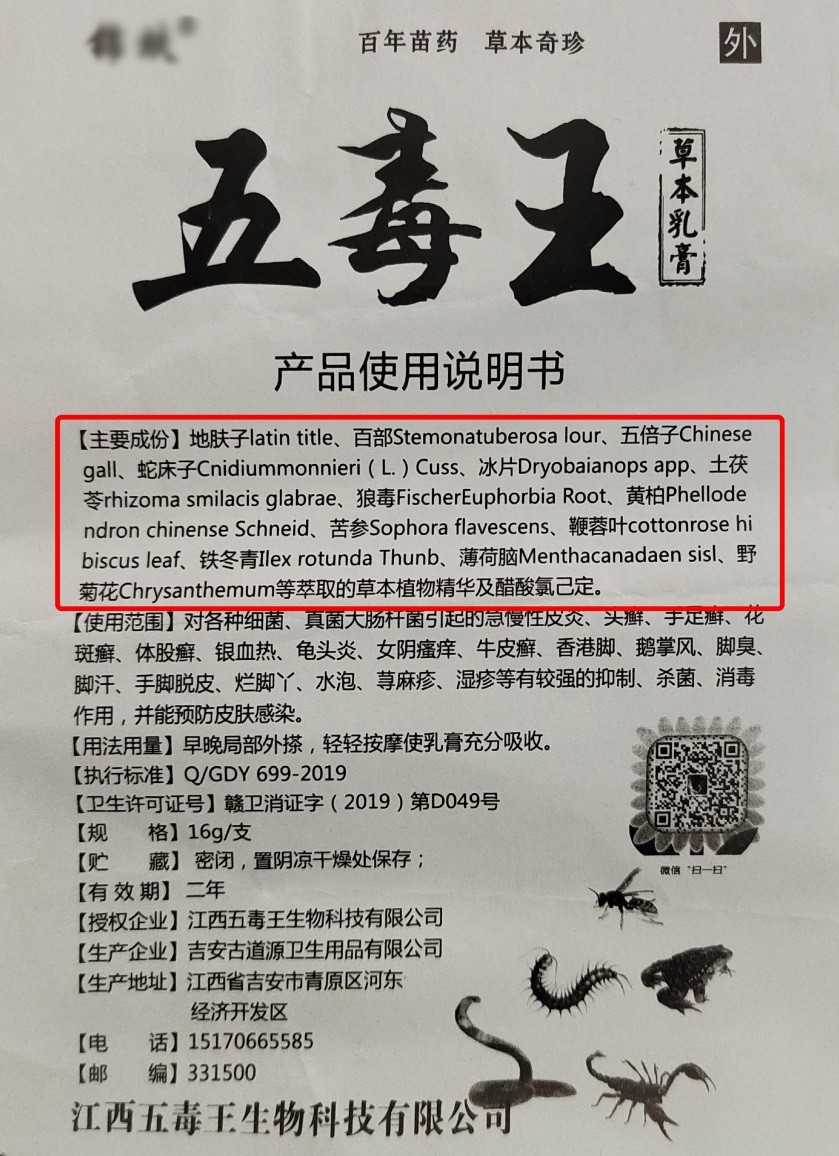 百年苗药 草本奇珍
外
五毒王
草本乳膏
产品使用说明书
【主要成份】地肤子latin title、百部Stemonatuberosa lour、五倍子Chinese
gall、蛇床子Cnidiummonnieri（L.）Cuss、冰片Dryobaianops app、土茯
苓rhizoma smilacis glabrae、狼毒FischerEuphorbia Root、黄柏Phellode
ndron chinense Schneid、苦参Sophora flavescens、鞭蓉叶cottonrose hi
biscus leaf、铁冬青Ilex rotunda Thunb、薄荷脑Menthacanadaen sisl、野
菊花Chrysanthemum等萃取的草本植物精华及醋酸氯己定。
【使用范围】对各种细菌、真菌大肠杆菌引起的急慢性皮炎、头癣、手足癣、花
斑癣、体股癣、银血热、龟头炎、女阴瘙痒、牛皮癣、香港脚、鹅掌风、脚臭、
脚汗、手脚脱皮、烂脚丫、水泡、荨麻疹、湿疹等有较强的抑制、杀菌、消毒
作用，并能预防皮肤感染。
【用法用量】早晚局部外搽，轻轻按摩使乳膏充分吸收。
【执行标准】Q/GDY 699-2019
【卫生许可证号】赣卫消证字（2019）第D049号
【规 格】16g/支
【贮 藏】密闭，置阴凉干燥处保存；
【有 效 期】二年
【授权企业】江西五毒王生物科技有限公司
【生产企业】吉安古道源卫生用品有限公司
【生产地址】江西省吉安市青原区河东
经济开发区
【电 话】15170665585
【邮 编】331500
微信“扫一扫”
江西五毒王生物科技有限公司